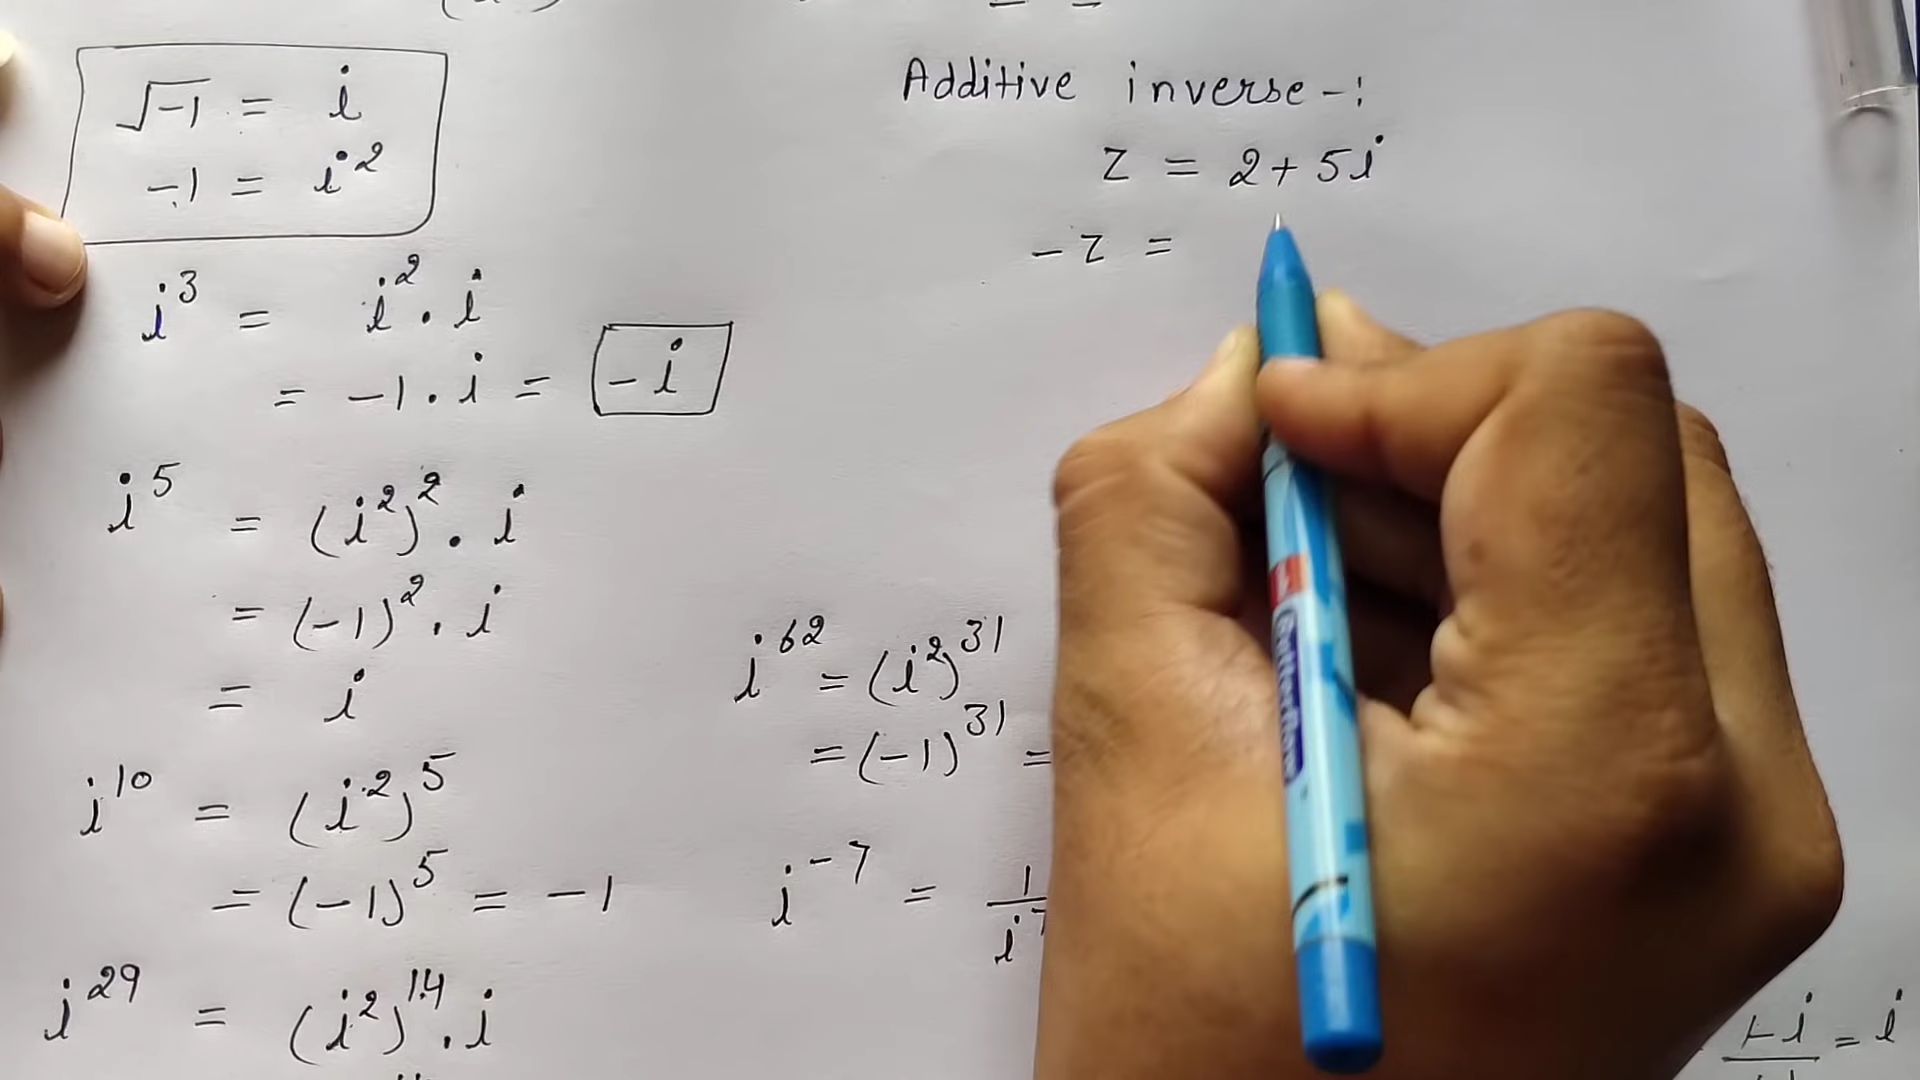 √-1 = i
-1 = i²
i³ = i² . i
= -1 . i = -i
i⁵ = (i²)² . i
= (-1)² . i
= i
i¹⁰ = (i²)⁵
= (-1)⁵ = -1
i²⁹ = (i²)¹⁴ . i
Additive inverse -:
z = 2 + 5i
-z =
i⁶² = (i²)³¹
= (-1)³¹ =
i⁻⁷ = 1/i⁷